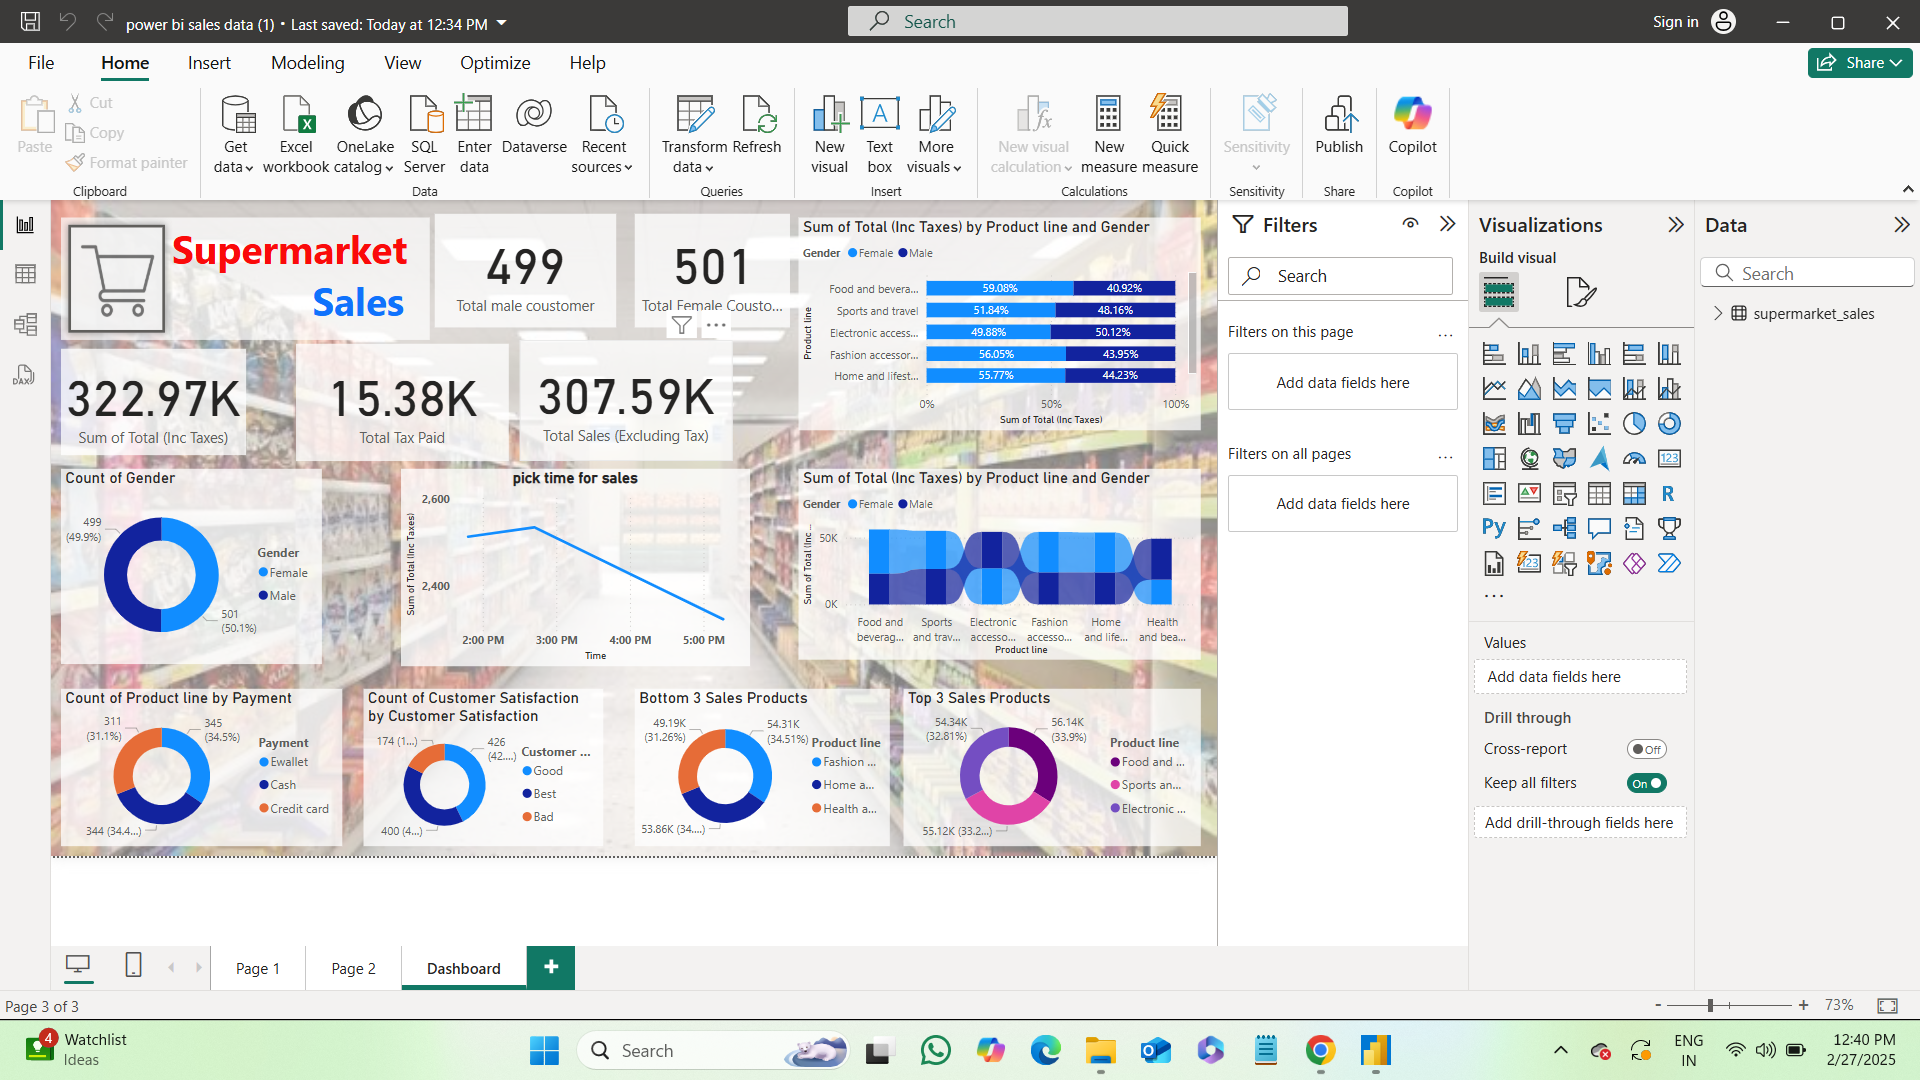 power bi sales data (1) • Last saved: Today at 12:34 PM
Search
Sign in
File
Home
Insert
Modeling
View
Optimize
Help
Share
Paste
Cut
Copy
Format painter
Clipboard
Get data
Excel workbook
OneLake catalog
SQL Server
Enter data
Dataverse
Recent sources
Data
Transform data
Refresh
Queries
New visual
Text box
More visuals
Insert
New visual calculation
New measure
Quick measure
Calculations
Sensitivity
Sensitivity
Publish
Share
Copilot
Copilot
Supermarket
Sales
499
Total male coustomer
501
Total Female Cousto...
322.97K
Sum of Total (Inc Taxes)
15.38K
Total Tax Paid
307.59K
Total Sales (Excluding Tax)
Sum of Total (Inc Taxes) by Product line and Gender
Gender Female Male
Product line
Food and bevera... 59.08% 40.92%
Sports and travel 51.84% 48.16%
Electronic access... 49.88% 50.12%
Fashion accessor... 56.05% 43.95%
Home and lifest... 55.77% 44.23%
0% 50% 100%
Sum of Total (Inc Taxes)
Count of Gender
499
(49.9%)
Gender
Female
Male
501
(50.1%)
pick time for sales
Sum of Total (Inc Taxes)
2,600
2,400
2:00 PM 3:00 PM 4:00 PM 5:00 PM
Time
Sum of Total (Inc Taxes) by Product line and Gender
Gender Female Male
Sum of Total (Inc ...
50K
0K
Food and beverag...
Sports and trav...
Electronic accesso...
Fashion accesso...
Home and life...
Health and bea...
Product line
Count of Product line by Payment
311
(31.1%)
345
(34.5%)
344 (34.4...)
Payment
Ewallet
Cash
Credit card
Count of Customer Satisfaction
by Customer Satisfaction
174 (1...)
426
(42....)
400 (4...)
Customer ...
Good
Best
Bad
Bottom 3 Sales Products
49.19K
(31.26%)
54.31K
(34.51%)
53.86K (34....)
Product line
Fashion ...
Home a...
Health a...
Top 3 Sales Products
54.34K
(32.81%)
56.14K
(33.9%)
55.12K (33.2...)
Product line
Food and ...
Sports an...
Electronic ...
Filters
Search
Filters on this page
...
Add data fields here
Filters on all pages
...
Add data fields here
Visualizations
Build visual
123
R
Py
123
...
Values
Add data fields here
Drill through
Cross-report
Off
Keep all filters
On
Add drill-through fields here
Data
Search
supermarket_sales
DAX
Page 1
Page 2
Dashboard
+
Page 3 of 3
- + 73%
4
Watchlist
Ideas
Search
ENG
IN
12:40 PM
2/27/2025